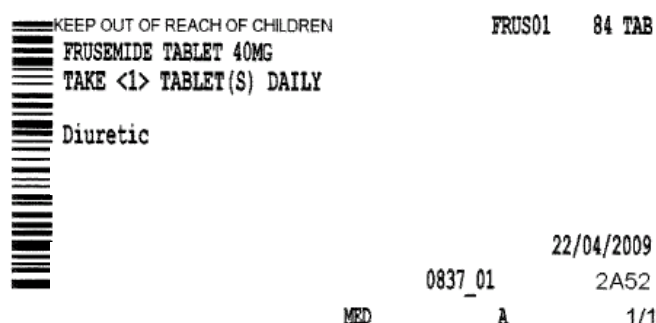 KEEP OUT OF REACH OF CHILDREN FRUS01 84 TAB
FRUSEMIDE TABLET 40MG
TAKE <1> TABLET(S) DAILY
Diuretic
22/04/2009
0837_01 2A52
MED A 1/1